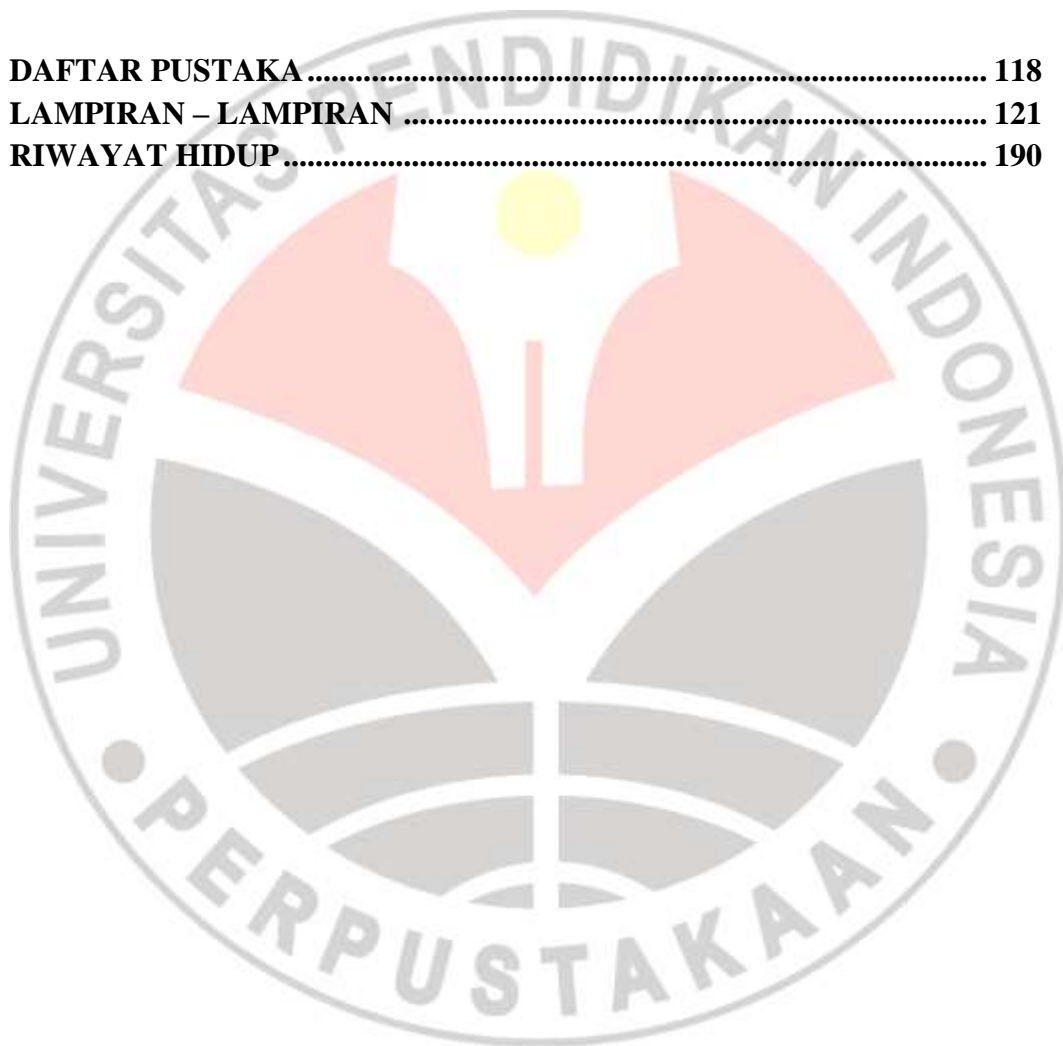 DAFTAR PUSTAKA ........................................................................................ 118
LAMPIRAN – LAMPIRAN ........................................................................... 121
RIWAYAT HIDUP ........................................................................................... 190
UNIVERSITAS PENDIDIKAN INDONESIA
• PERPUSTAKAAN •